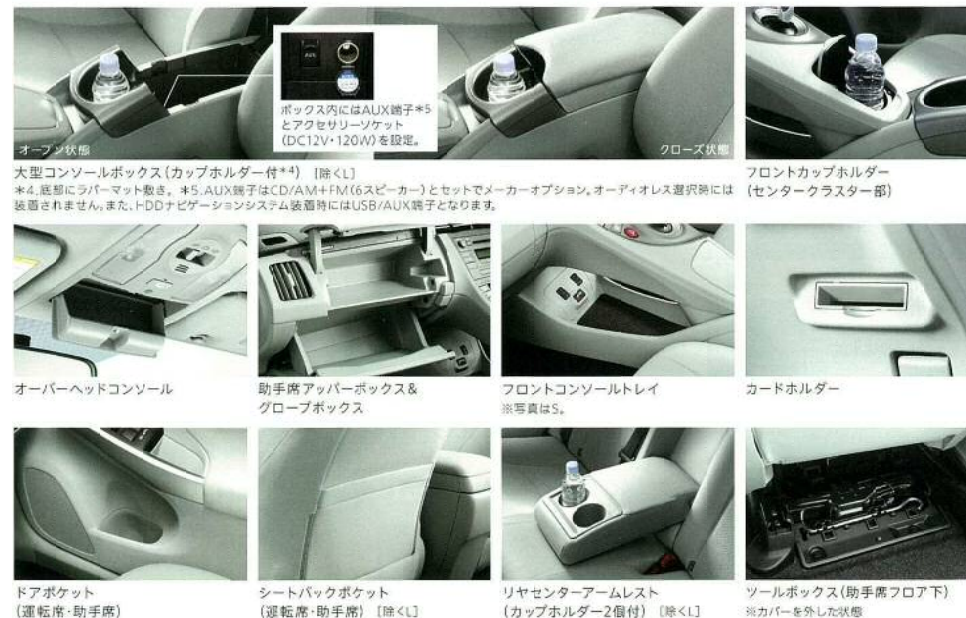 AUX
ボックス内にはAUX端子*5
とアクセサリーソケット
(DC12V・120W)を設定。
オープン状態
クローズ状態
大型コンソールボックス(カップホルダー付*4) [除くL]
*4.底部にラバーマット敷き。 *5.AUX端子はCD/AM+FM(6スピーカー)とセットでメーカーオプション。オーディオレス選択時には
装着されません。また、HDDナビゲーションシステム装着時にはUSB/AUX端子となります。
フロントカップホルダー
(センタークラスター部)
オーバーヘッドコンソール
助手席アッパーボックス&
グローブボックス
フロントコンソールトレイ
※写真はS。
カードホルダー
ドアポケット
(運転席・助手席)
シートバックポケット
(運転席・助手席) [除くL]
リヤセンターアームレスト
(カップホルダー2個付) [除くL]
ツールボックス(助手席フロア下)
※カバーを外した状態